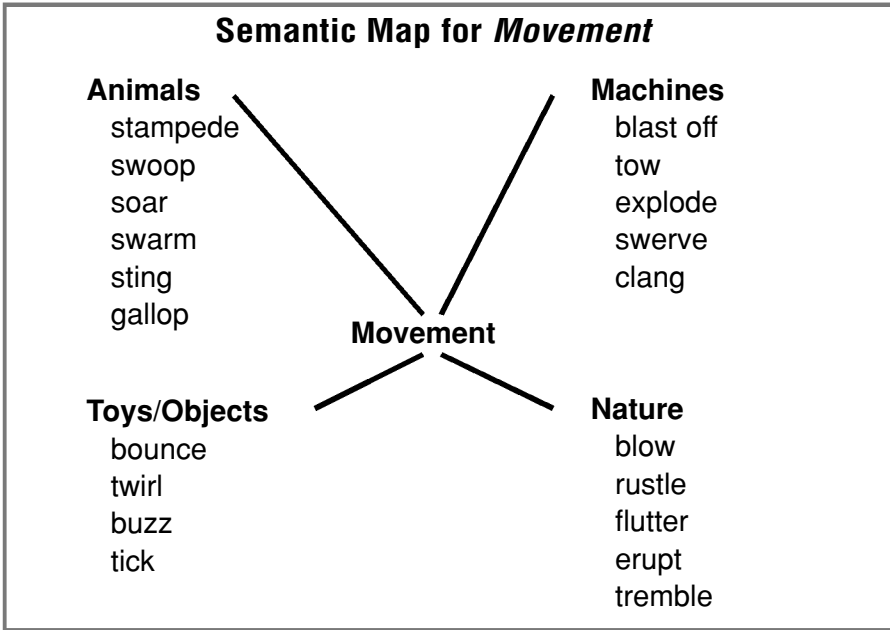 Semantic Map for Movement
Animals
stampede
swoop
soar
swarm
sting
gallop
Machines
blast off
tow
explode
swerve
clang
Movement
Toys/Objects
bounce
twirl
buzz
tick
Nature
blow
rustle
flutter
erupt
tremble